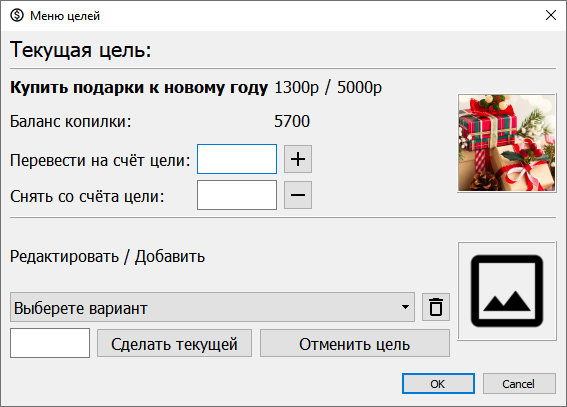 Меню целей
Текущая цель:
Купить подарки к новому году 1300р / 5000р
Баланс копилки: 5700
Перевести на счёт цели:
Снять со счёта цели:
Редактировать / Добавить
Выберете вариант
Сделать текущей Отменить цель
OK Cancel